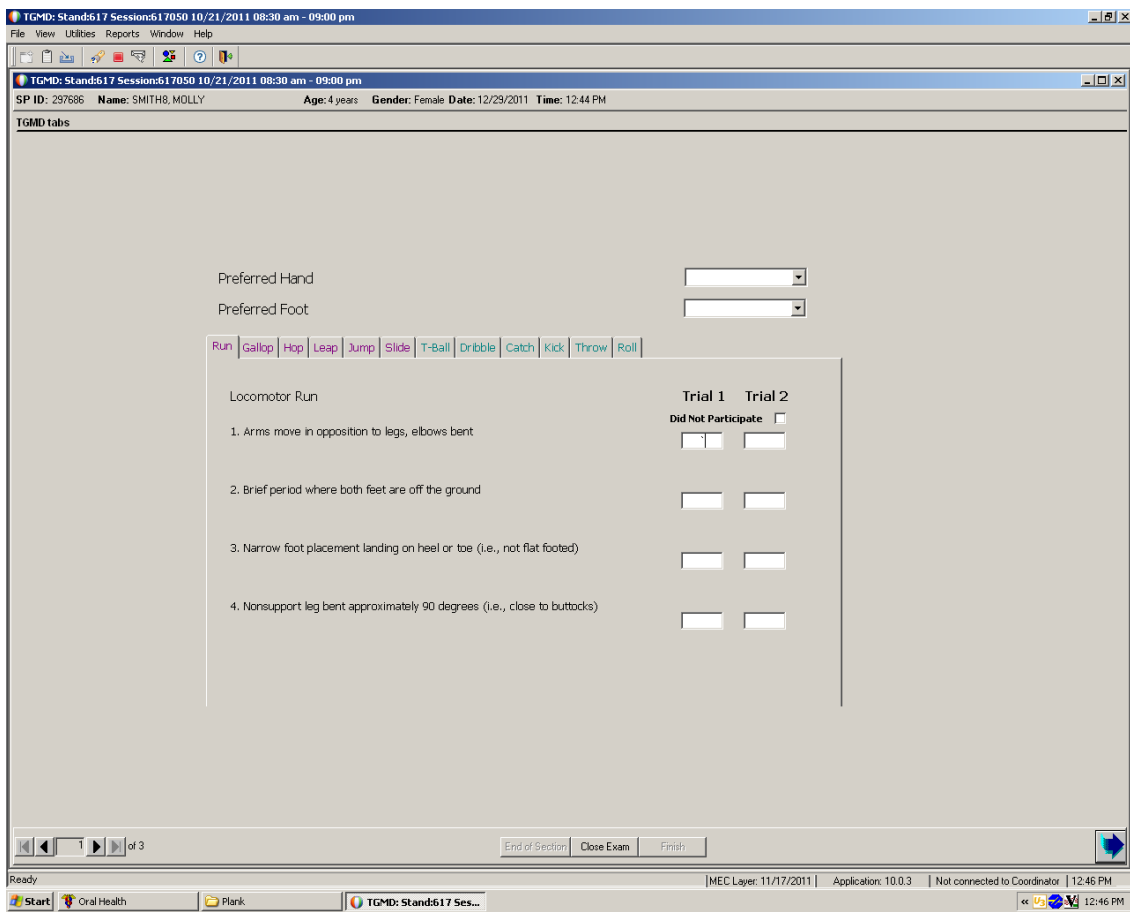 TGMD: Stand:617 Session:617050 10/21/2011 08:30 am - 09:00 pm
File View Utilities Reports Window Help
TGMD: Stand:617 Session:617050 10/21/2011 08:30 am - 09:00 pm
SP ID: 297686 Name: SMITH8, MOLLY Age: 4 years Gender: Female Date: 12/29/2011 Time: 12:44 PM
TGMD tabs
Preferred Hand
Preferred Foot
Run Gallop Hop Leap Jump Slide T-Ball Dribble Catch Kick Throw Roll
Locomotor Run Trial 1 Trial 2
Did Not Participate
1. Arms move in opposition to legs, elbows bent
2. Brief period where both feet are off the ground
3. Narrow foot placement landing on heel or toe (i.e., not flat footed)
4. Nonsupport leg bent approximately 90 degrees (i.e., close to buttocks)
1 of 3 End of Section Close Exam Finish
Ready MEC Layer: 11/17/2011 Application: 10.0.3 Not connected to Coordinator 12:46 PM
Start Oral Health Plank TGMD: Stand:617 Ses... « 12:46 PM